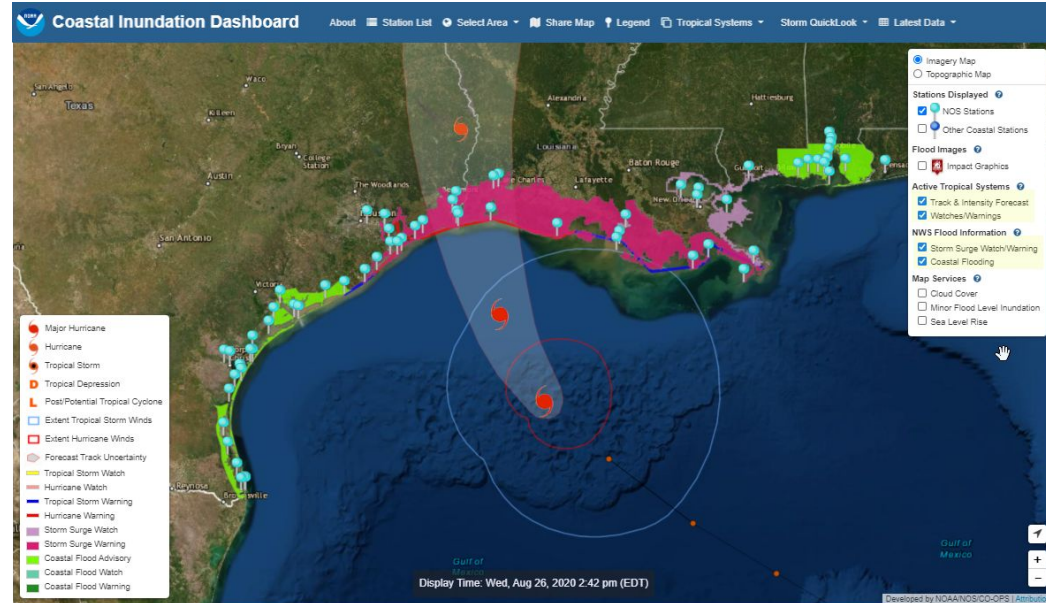 NOAA
Coastal Inundation Dashboard
About
Station List
Select Area
Share Map
Legend
Tropical Systems
Storm QuickLook
Latest Data
Imagery Map
Topographic Map
Stations Displayed
NOS Stations
Other Coastal Stations
Flood Images
Impact Graphics
Active Tropical Systems
Track & Intensity Forecast
Watches/Warnings
NWS Flood Information
Storm Surge Watch/Warning
Coastal Flooding
Map Services
Cloud Cover
Minor Flood Level Inundation
Sea Level Rise
San Angelo
Waco
Texas
Killeen
Alexandria
Hattiesburg
Bryan
College
Station
Louisiana
Austin
Baton Rouge
The Woodlands
Lafayette
San Antonio
Reynosa
Major Hurricane
Hurricane
Tropical Storm
D Tropical Depression
L Post/Potential Tropical Cyclone
Extent Tropical Storm Winds
Extent Hurricane Winds
Forecast Track Uncertainty
Tropical Storm Watch
Hurricane Watch
Tropical Storm Warning
Hurricane Warning
Storm Surge Watch
Storm Surge Warning
Coastal Flood Advisory
Coastal Flood Watch
Coastal Flood Warning
Gulf of
Mexico
Gulf of
Mexico
Display Time: Wed, Aug 26, 2020 2:42 pm (EDT)
+
−
Developed by NOAA/NOS/CO-OPS | Attributio